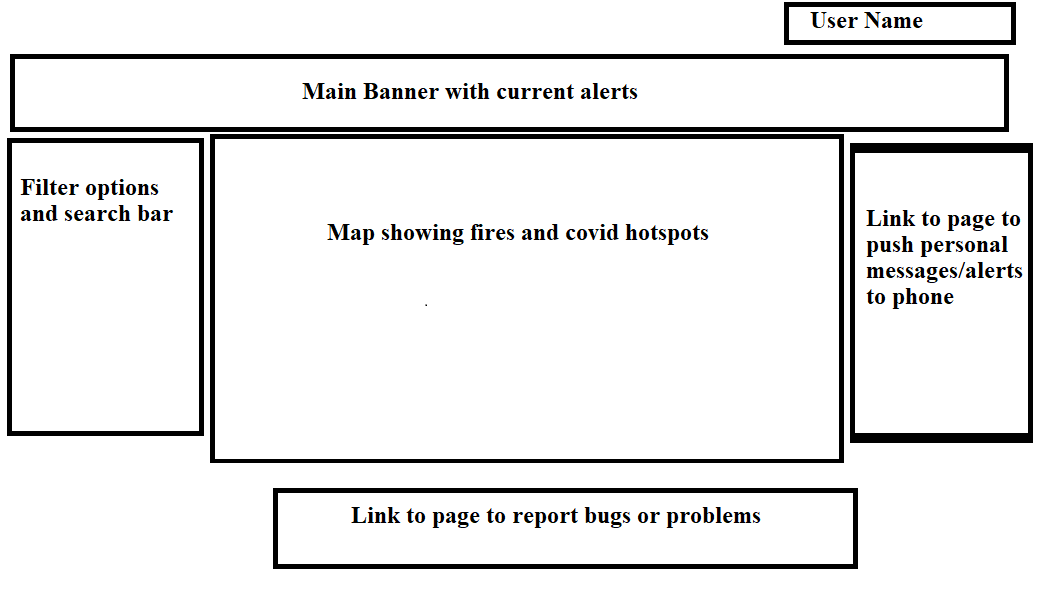 User Name
Main Banner with current alerts
Filter options
and search bar
Map showing fires and covid hotspots
Link to page to
push personal
messages/alerts
to phone
Link to page to report bugs or problems